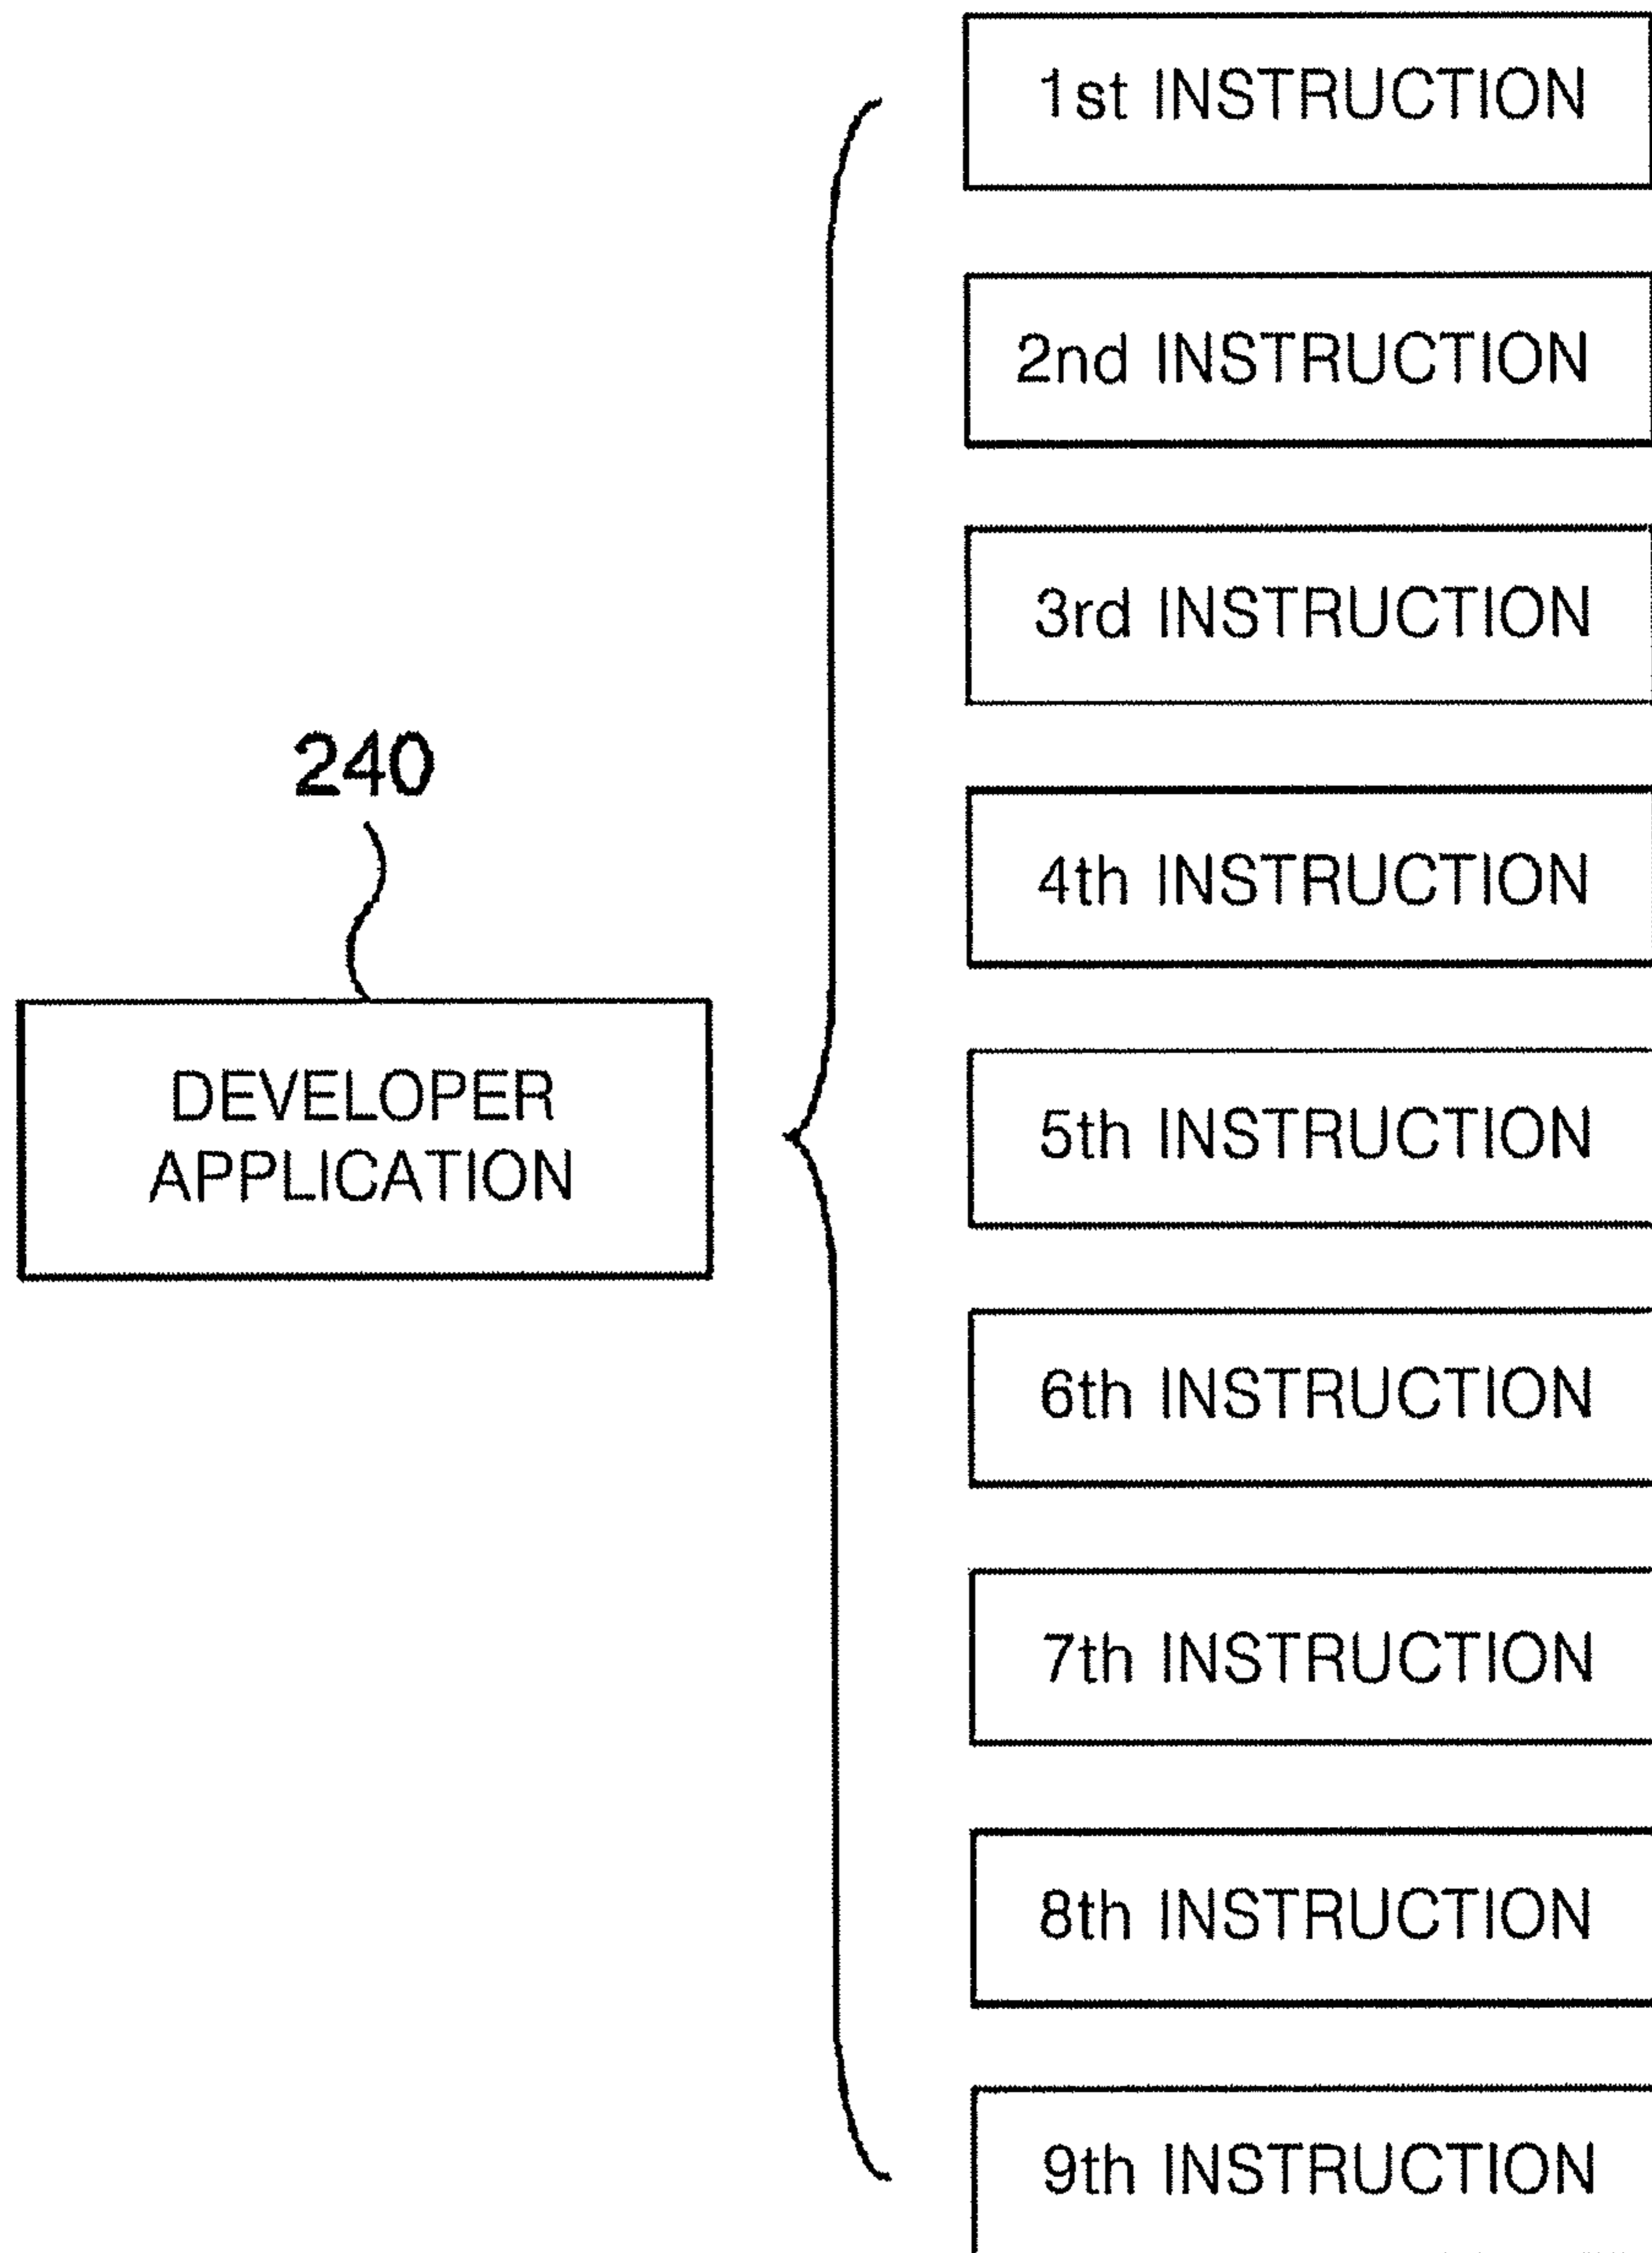 1st INSTRUCTION
2nd INSTRUCTION
3rd INSTRUCTION
240
4th INSTRUCTION
DEVELOPER
APPLICATION
5th INSTRUCTION
6th INSTRUCTION
7th INSTRUCTION
8th INSTRUCTION
9th INSTRUCTION